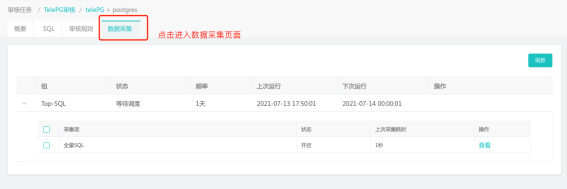 审核任务 / TelePG审核 / telePG > postgres
概要 SQL 审核规则 数据采集 点击进入数据采集页面
刷新
组 状态 频率 上次运行 下次运行 操作
Top-SQL 等待调度 1天 2021-07-13 17:50:01 2021-07-14 00:00:01
采集项 状态 上次采集耗时 操作
全量SQL 开启 1秒 查看